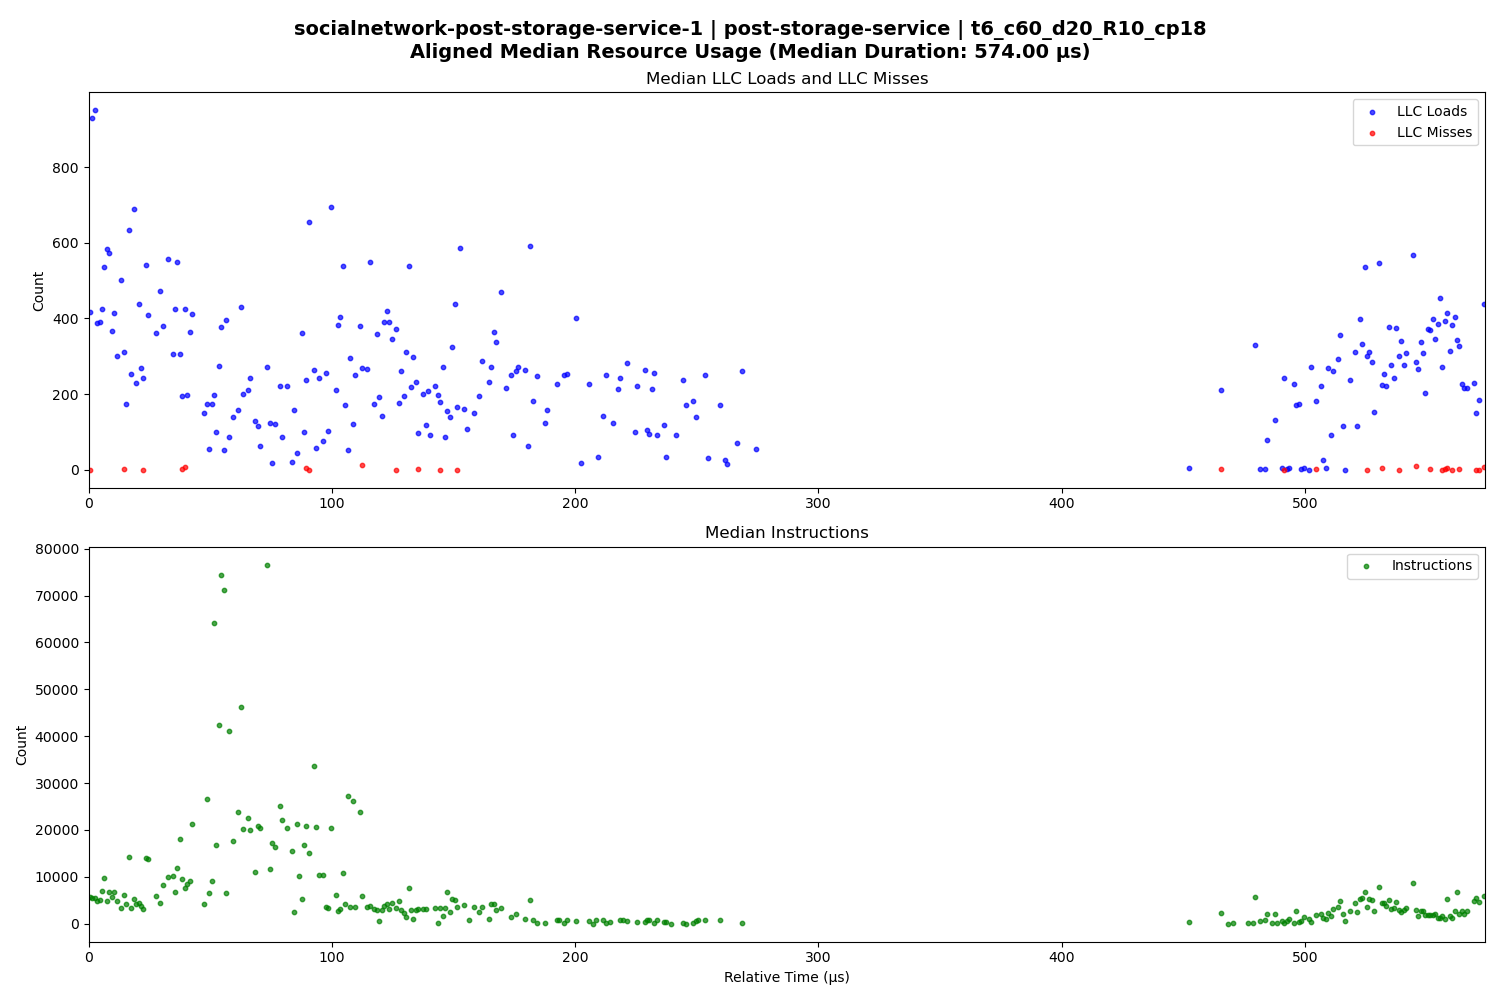 socialnetwork-post-storage-service-1 | post-storage-service | t6_c60_d20_R10_cp18
Aligned Median Resource Usage (Median Duration: 574.00 µs)
Median LLC Loads and LLC Misses
LLC Loads
LLC Misses
Count
800
600
400
200
0
0 100 200 300 400 500
Median Instructions
Instructions
Count
80000
70000
60000
50000
40000
30000
20000
10000
0
0 100 200 300 400 500
Relative Time (µs)